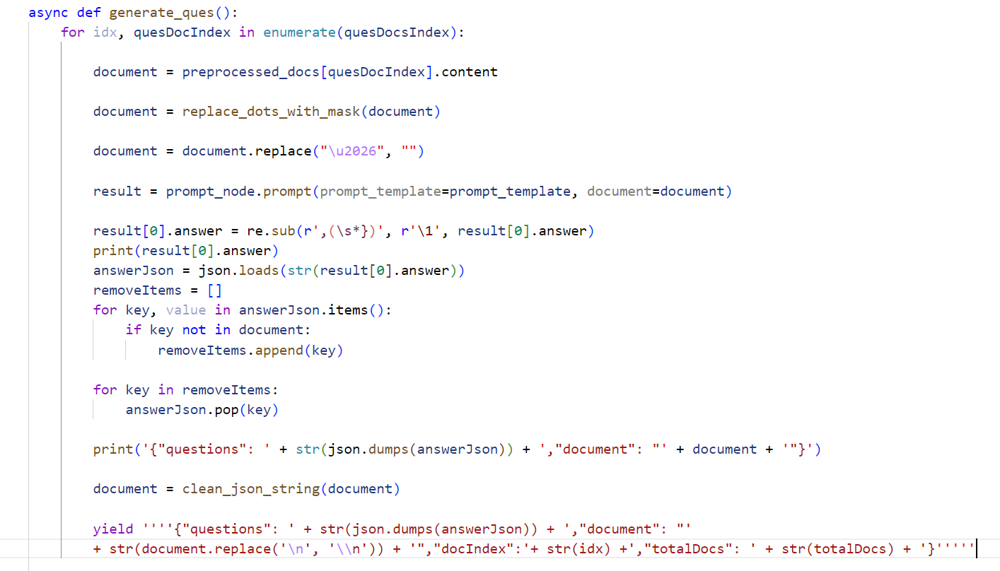 async def generate_ques():
for idx, quesDocIndex in enumerate(quesDocsIndex):
document = preprocessed_docs[quesDocIndex].content
document = replace_dots_with_mask(document)
document = document.replace("\u2026", "")
result = prompt_node.prompt(prompt_template=prompt_template, document=document)
result[0].answer = re.sub(r',(\s*})', r'\1', result[0].answer)
print(result[0].answer)
answerJson = json.loads(str(result[0].answer))
removeItems = []
for key, value in answerJson.items():
if key not in document:
removeItems.append(key)
for key in removeItems:
answerJson.pop(key)
print('{"questions": ' + str(json.dumps(answerJson)) + ',"document": "' + document + '"}')
document = clean_json_string(document)
yield ''''{"questions": ' + str(json.dumps(answerJson)) + ',"document": "'
+ str(document.replace('\n', '\\n')) + '","docIndex":'+ str(idx) +',"totalDocs": ' + str(totalDocs) + '}'''''